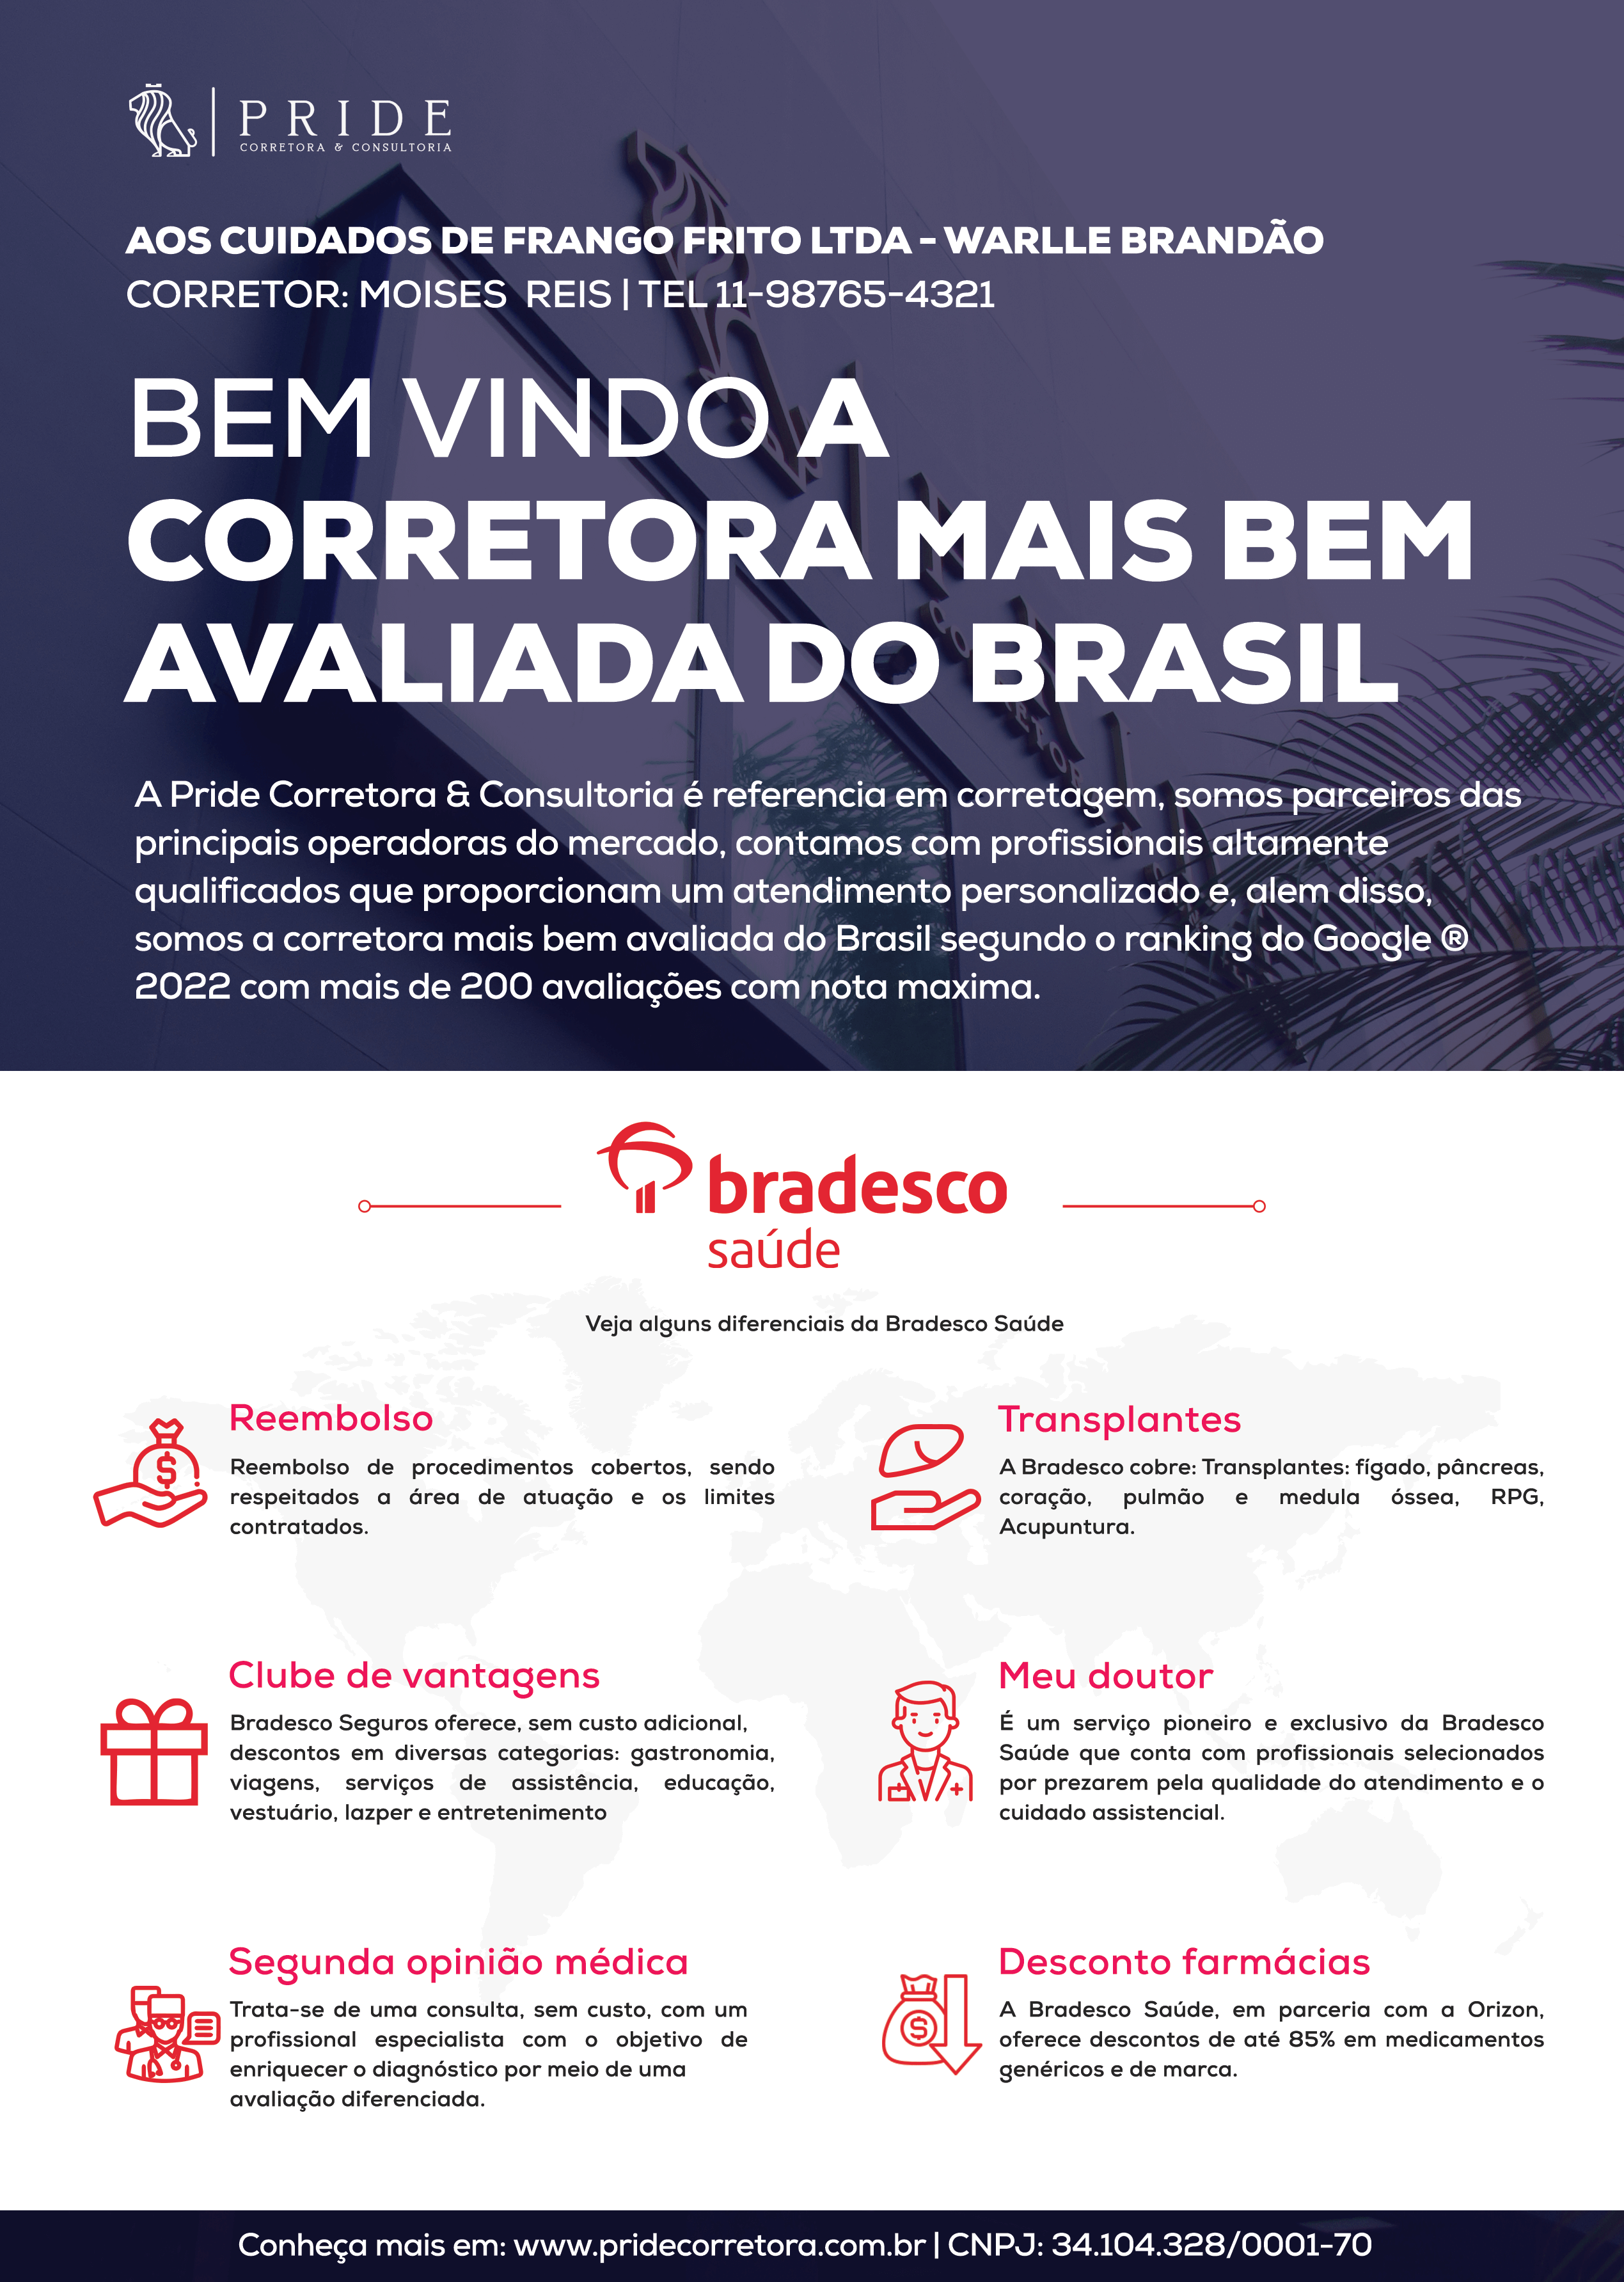 PRIDE
CORRETORA & CONSULTORIA
AOS CUIDADOS DE FRANGO FRITO LTDA - WARLLE BRANDÃO
CORRETOR: MOISES  REIS | TEL 11-98765-4321
BEM VINDO A
CORRETORA MAIS BEM
AVALIADA DO BRASIL
A Pride Corretora & Consultoria é referencia em corretagem, somos parceiros das
principais operadoras do mercado, contamos com profissionais altamente
qualificados que proporcionam um atendimento personalizado e, alem disso,
somos a corretora mais bem avaliada do Brasil segundo o ranking do Google ®
2022 com mais de 200 avaliações com nota maxima.
bradesco
saúde
Veja alguns diferenciais da Bradesco Saúde
Reembolso
Reembolso de procedimentos cobertos, sendo
respeitados a área de atuação e os limites
contratados.
Transplantes
A Bradesco cobre: Transplantes: fígado, pâncreas,
coração, pulmão e medula óssea, RPG,
Acupuntura.
Clube de vantagens
Bradesco Seguros oferece, sem custo adicional,
descontos em diversas categorias: gastronomia,
viagens, serviços de assistência, educação,
vestuário, lazper e entretenimento
Meu doutor
É um serviço pioneiro e exclusivo da Bradesco
Saúde que conta com profissionais selecionados
por prezarem pela qualidade do atendimento e o
cuidado assistencial.
Segunda opinião médica
Trata-se de uma consulta, sem custo, com um
profissional especialista com o objetivo de
enriquecer o diagnóstico por meio de uma
avaliação diferenciada.
Desconto farmácias
A Bradesco Saúde, em parceria com a Orizon,
oferece descontos de até 85% em medicamentos
genéricos e de marca.
Conheça mais em: www.pridecorretora.com.br | CNPJ: 34.104.328/0001-70